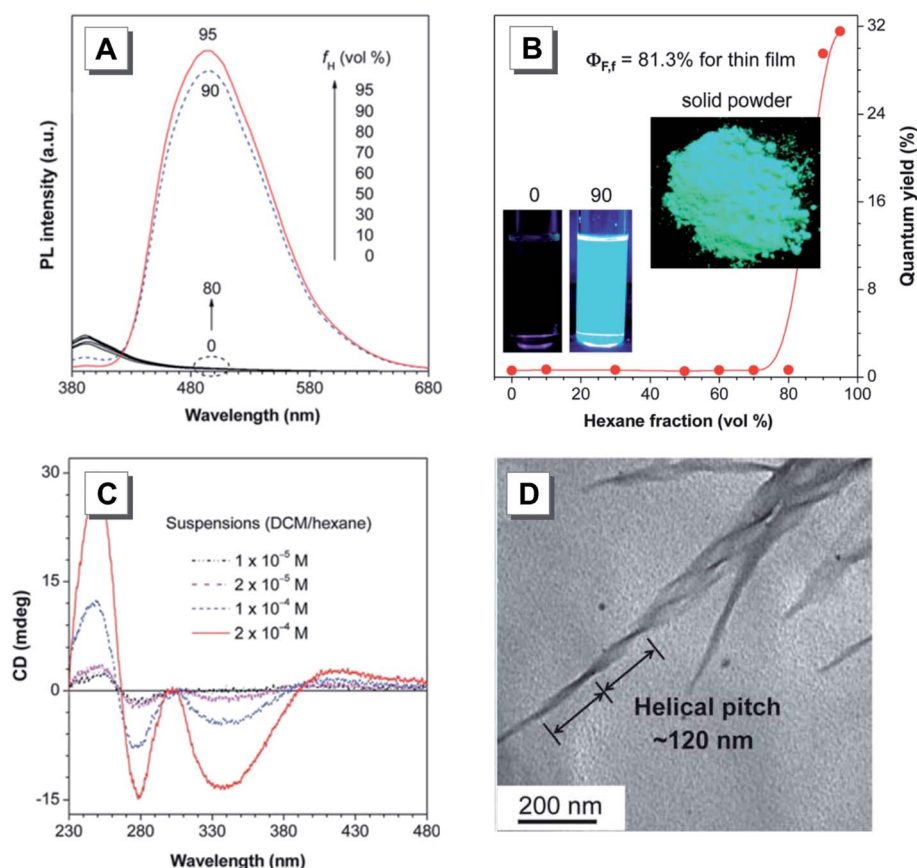 A
PL intensity (a.u.)
95
90
80
0
fH (vol %)
95
90
80
70
60
50
30
10
0
380 480 580 680
Wavelength (nm)
B
ΦF,f = 81.3% for thin film
solid powder
0 90
32
24
16
8
0
Quantum yield (%)
0 20 40 60 80 100
Hexane fraction (vol %)
C
CD (mdeg)
30
15
0
-15
Suspensions (DCM/hexane)
1 x 10⁻⁵ M
2 x 10⁻⁵ M
1 x 10⁻⁴ M
2 x 10⁻⁴ M
230 280 330 380 430 480
Wavelength (nm)
D
Helical pitch
~120 nm
200 nm